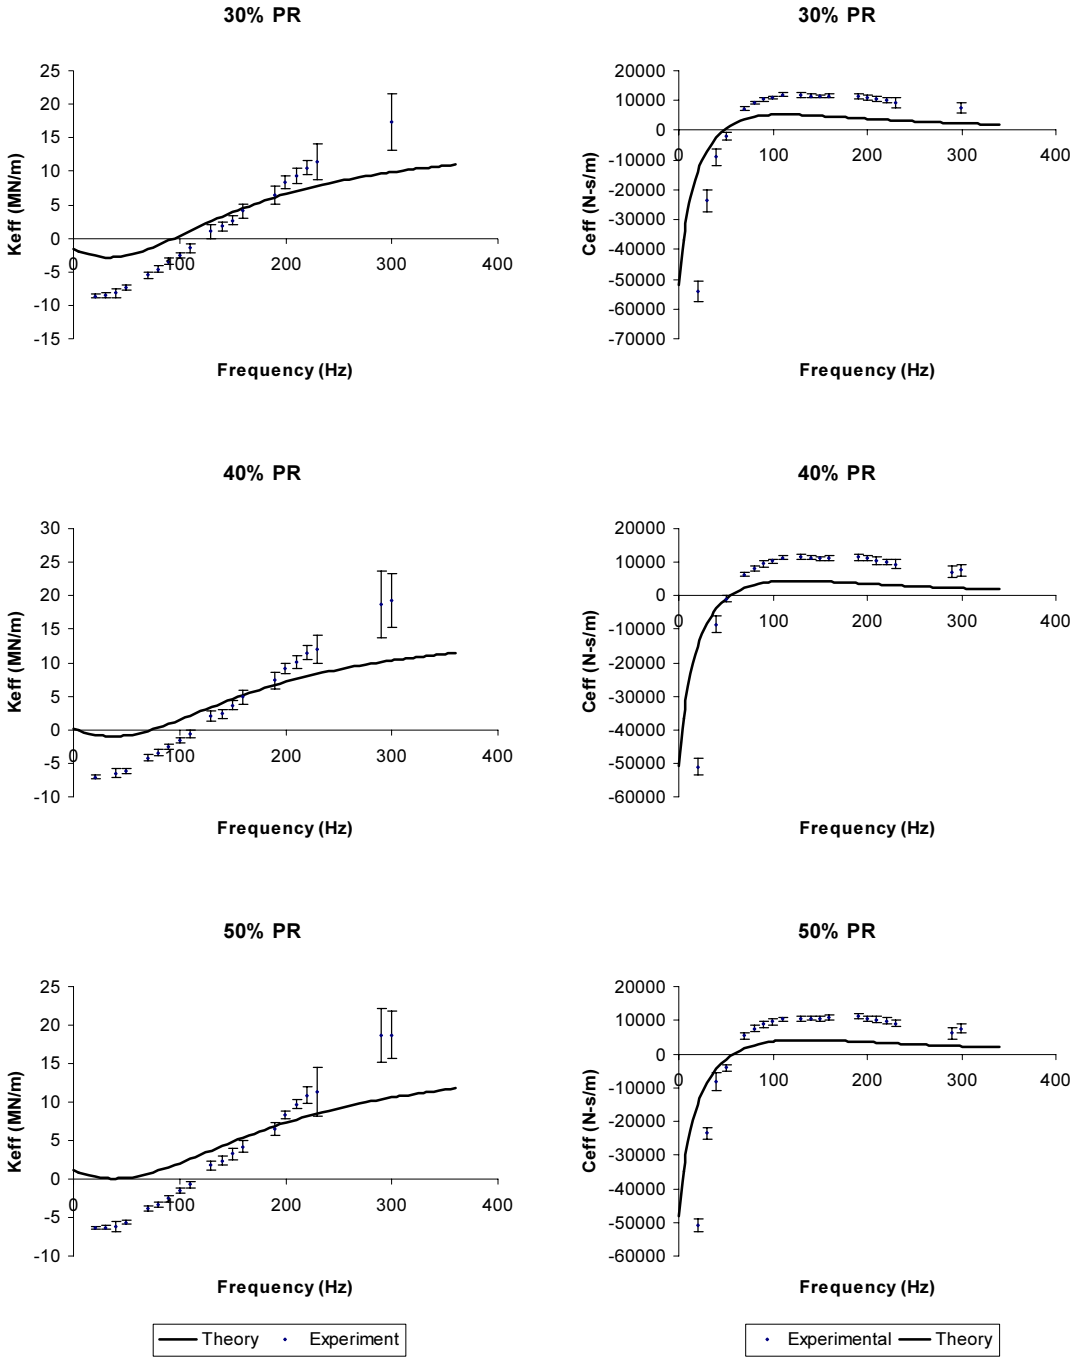 30% PR
25
20
15
10
5
0
-5
-10
-15
0 100 200 300 400
Keff (MN/m)
Frequency (Hz)
30% PR
20000
10000
0
-10000
-20000
-30000
-40000
-50000
-60000
-70000
0 100 200 300 400
Ceff (N-s/m)
Frequency (Hz)
40% PR
30
25
20
15
10
5
0
-5
-10
0 100 200 300 400
Keff (MN/m)
Frequency (Hz)
40% PR
20000
10000
0
-10000
-20000
-30000
-40000
-50000
-60000
0 100 200 300 400
Ceff (N-s/m)
Frequency (Hz)
50% PR
25
20
15
10
5
0
-5
-10
0 100 200 300 400
Keff (MN/m)
Frequency (Hz)
Theory Experiment
50% PR
20000
10000
0
-10000
-20000
-30000
-40000
-50000
-60000
0 100 200 300 400
Ceff (N-s/m)
Frequency (Hz)
Experimental Theory